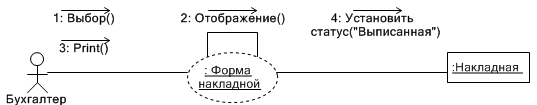 1: Выбор()
2: Отображение()
4: Установить
статус("Выписанная")
3: Print()
: Форма
накладной
:Накладная
Бухгалтер